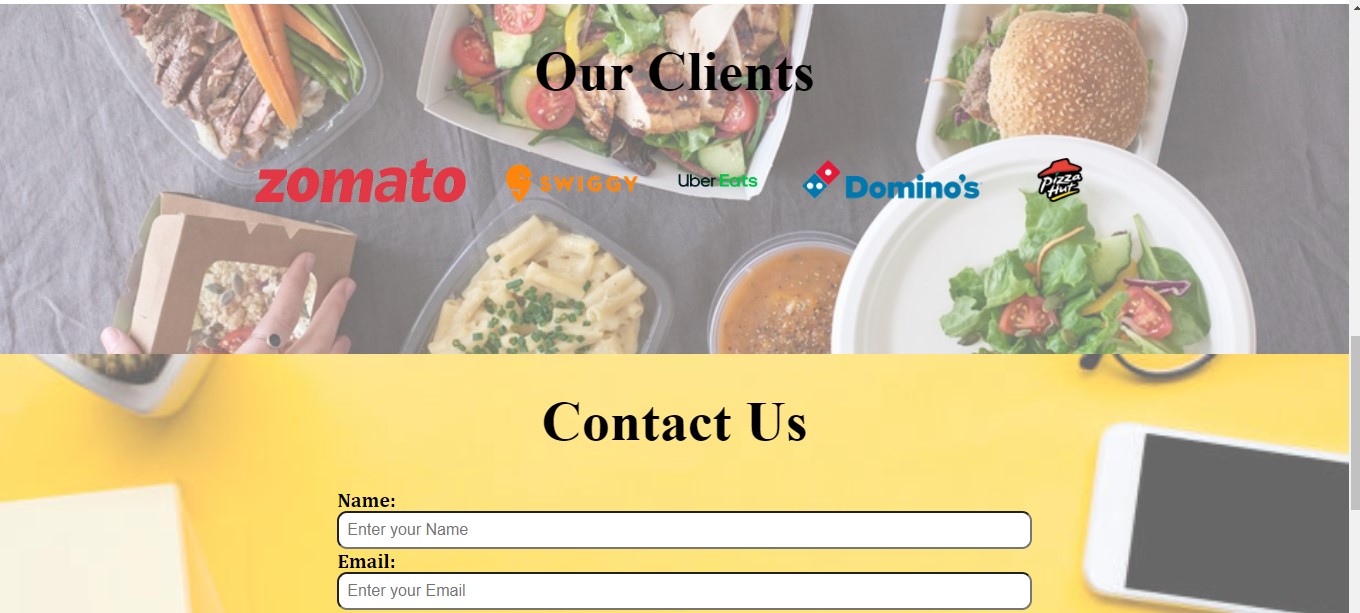 Our Clients
zomato
SWIGGY
Uber Eats
Domino's
Pizza Hut
Contact Us
Name:
Enter your Name
Email:
Enter your Email